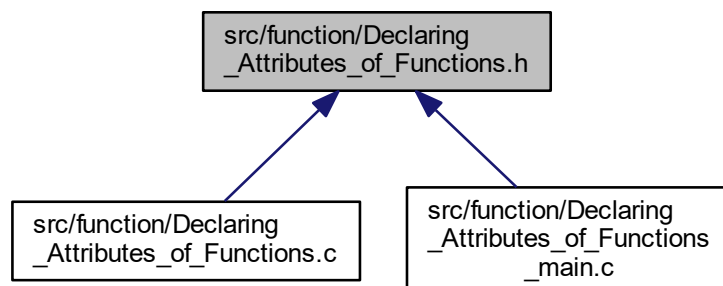 src/function/Declaring
_Attributes_of_Functions.h
src/function/Declaring
_Attributes_of_Functions.c
src/function/Declaring
_Attributes_of_Functions
_main.c